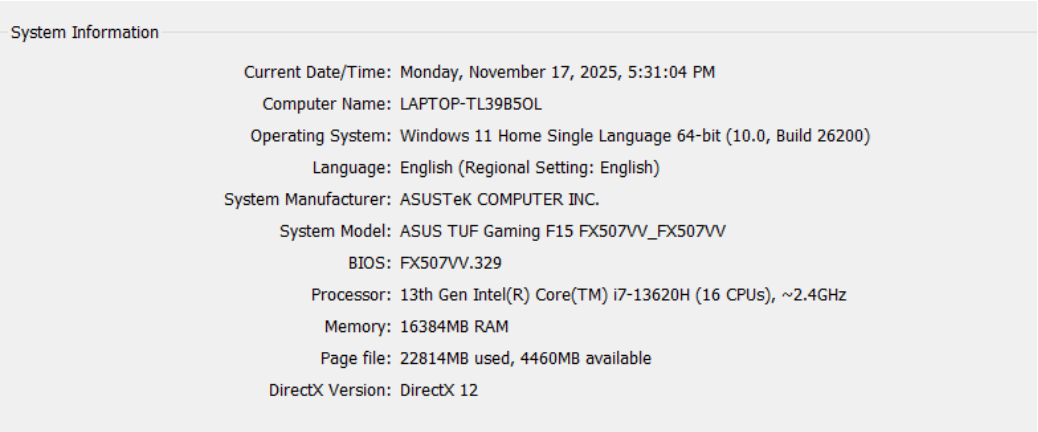 System Information
Current Date/Time: Monday, November 17, 2025, 5:31:04 PM
Computer Name: LAPTOP-TL39B5OL
Operating System: Windows 11 Home Single Language 64-bit (10.0, Build 26200)
Language: English (Regional Setting: English)
System Manufacturer: ASUSTeK COMPUTER INC.
System Model: ASUS TUF Gaming F15 FX507VV_FX507VV
BIOS: FX507VV.329
Processor: 13th Gen Intel(R) Core(TM) i7-13620H (16 CPUs), ~2.4GHz
Memory: 16384MB RAM
Page file: 22814MB used, 4460MB available
DirectX Version: DirectX 12